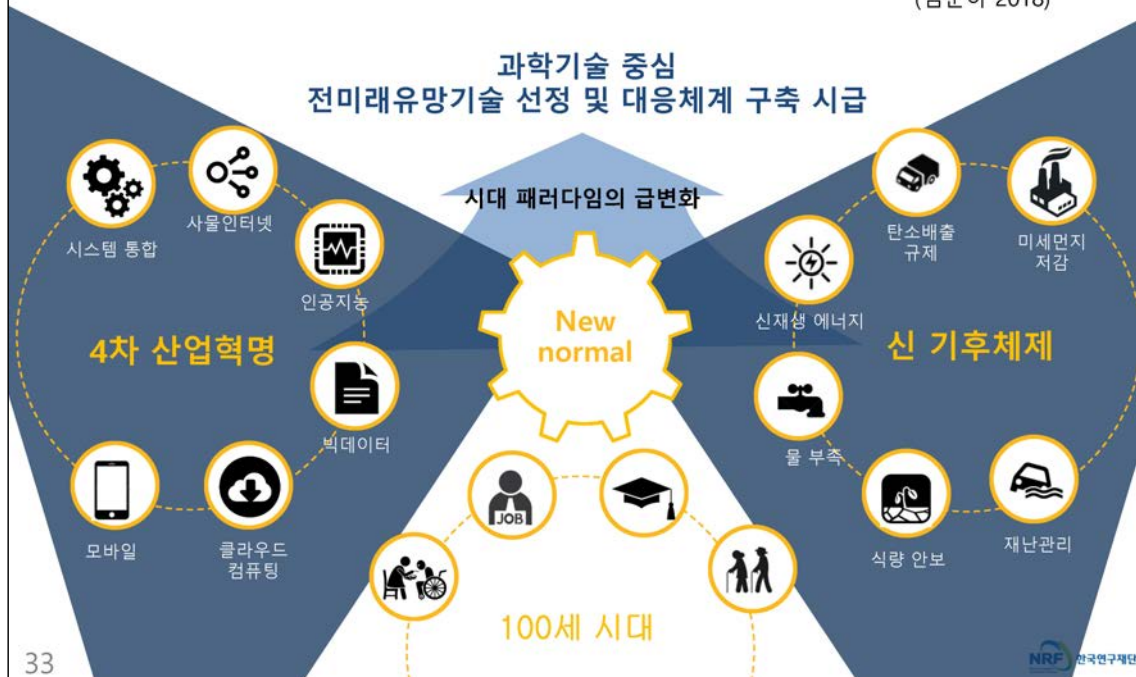 2018)
과학기술 중심
전미래유망기술 선정 및 대응체계 구축 시급
시대 패러다임의 급변화
New
normal
4차 산업혁명
시스템 통합
사물인터넷
인공지능
빅데이터
클라우드
컴퓨팅
모바일
신 기후체제
탄소배출
규제
미세먼지
저감
신재생 에너지
물 부족
식량 안보
재난관리
JOB
100세 시대
33
NRF 한국연구재단